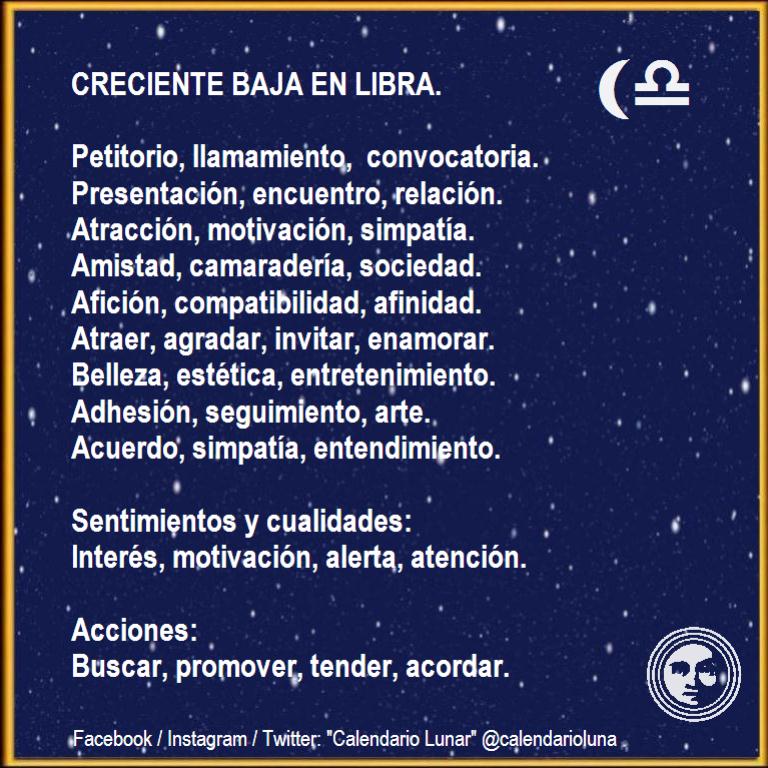 CRECIENTE BAJA EN LIBRA.
Petitorio, llamamiento,  convocatoria.
Presentación, encuentro, relación.
Atracción, motivación, simpatía.
Amistad, camaradería, sociedad.
Afición, compatibilidad, afinidad.
Atraer, agradar, invitar, enamorar.
Belleza, estética, entretenimiento.
Adhesión, seguimiento, arte.
Acuerdo, simpatía, entendimiento.
Sentimientos y cualidades:
Interés, motivación, alerta, atención.
Acciones:
Buscar, promover, tender, acordar.
Facebook / Instagram / Twitter: "Calendario Lunar" @calendarioluna